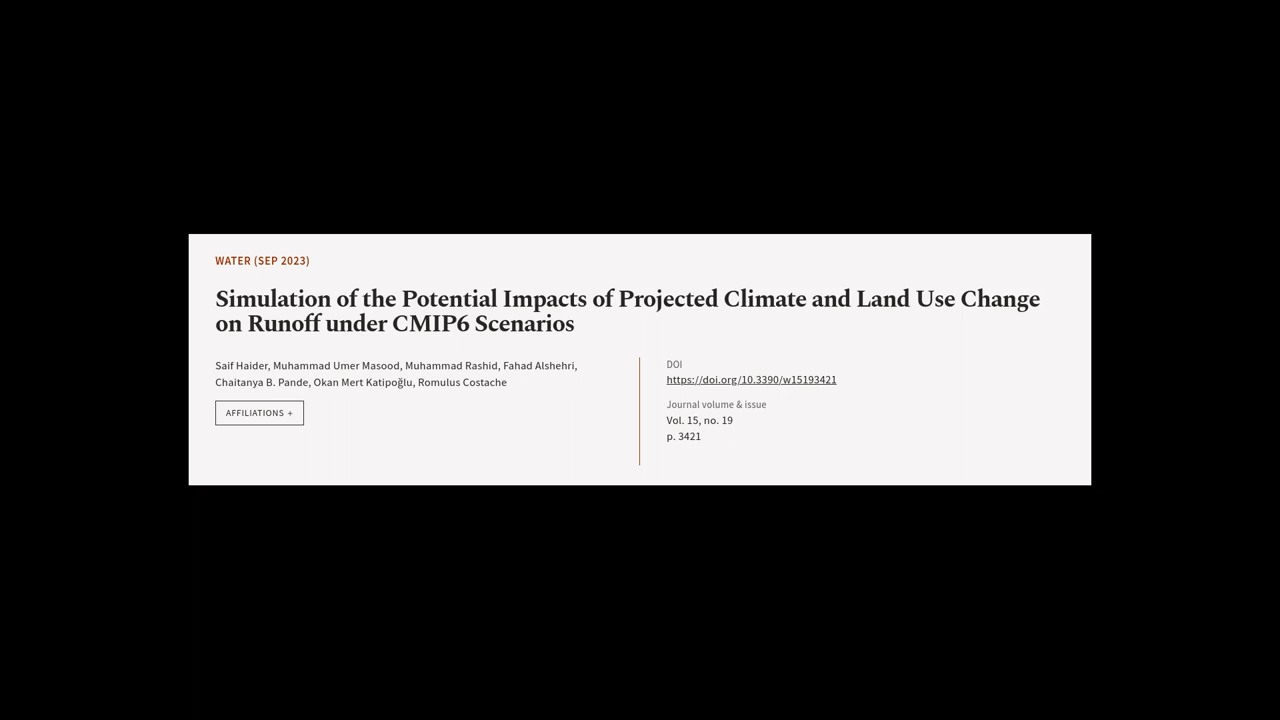 WATER (SEP 2023)
Simulation of the Potential Impacts of Projected Climate and Land Use Change
on Runoff under CMIP6 Scenarios
Saif Haider, Muhammad Umer Masood, Muhammad Rashid, Fahad Alshehri,
Chaitanya B. Pande, Okan Mert Katipoğlu, Romulus Costache
AFFILIATIONS +
DOI
https://doi.org/10.3390/w15193421
Journal volume & issue
Vol. 15, no. 19
p. 3421